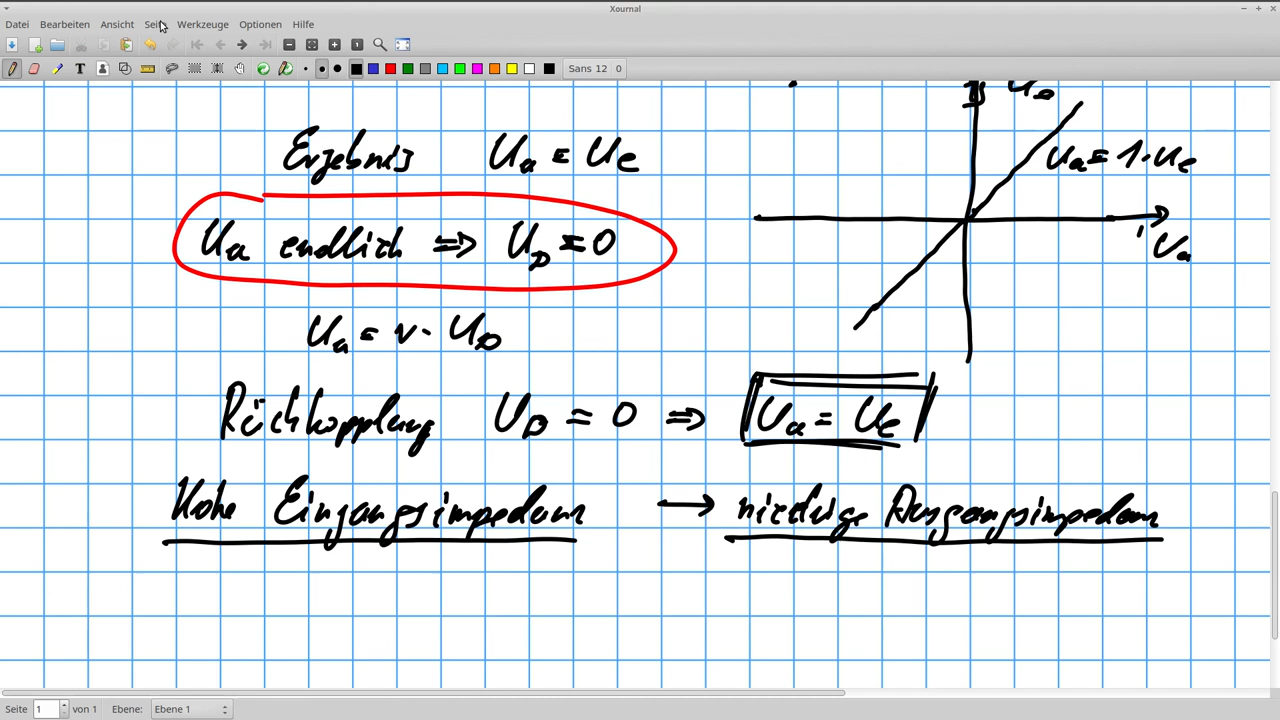 Xournal
Datei Bearbeiten Ansicht Seite Werkzeuge Optionen Hilfe
Sans 12 0
Ergebnis Ua = Ue
Ua endlich ⇒ UD = 0
Ua = v · UD
Rückkopplung UD = 0 ⇒ Ua = Ue
Hohe Eingangsimpedanz → niedrige Ausgangsimpedanz
Ua = 1 · Ue
Ua
Seite 1 von 1 Ebene: Ebene 1